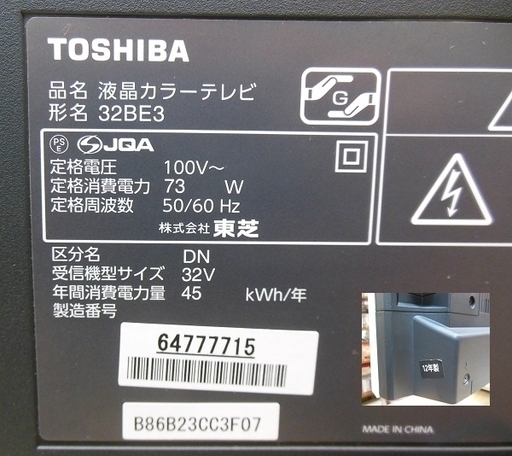 TOSHIBA
品名 液晶カラーテレビ
形名 32BE3
G
PS
E
JQA
定格電圧 100V～
定格消費電力 73 W
定格周波数 50/60 Hz
株式会社 東芝
区分名 DN
受信機型サイズ 32V
年間消費電力量 45 kWh/年
製造番号
64777715
B86B23CC3F07
12年製
MADE IN CHINA